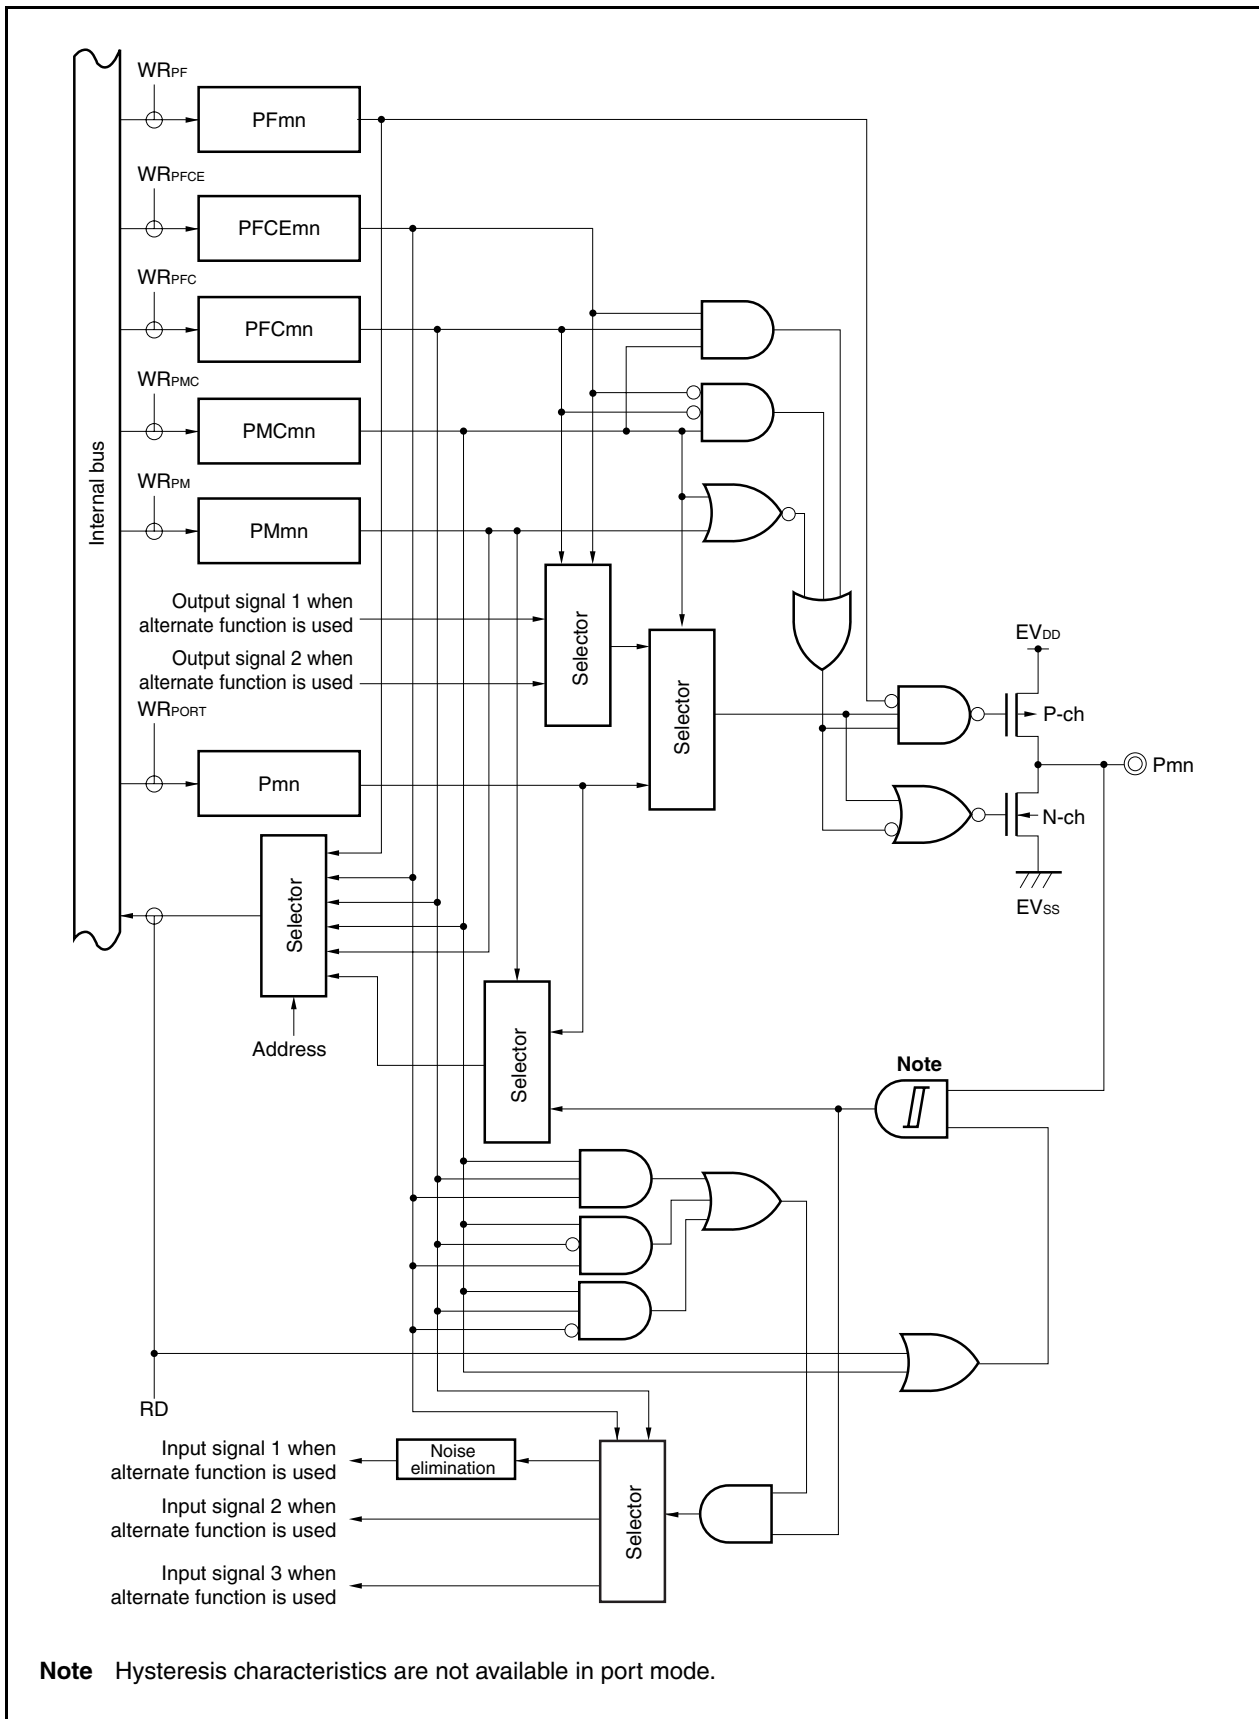 WRPF
PFmn
WRPFCE
PFCEmn
WRPFC
PFCmn
WRPMC
PMCmn
Internal bus
WRPM
PMmn
Output signal 1 when
alternate function is used
Output signal 2 when
alternate function is used
Selector
Selector
WRPORT
Pmn
EVDD
P-ch
Pmn
N-ch
EVSS
Selector
Address
Selector
Note
RD
Input signal 1 when
alternate function is used
Noise
elimination
Input signal 2 when
alternate function is used
Selector
Input signal 3 when
alternate function is used
Note Hysteresis characteristics are not available in port mode.